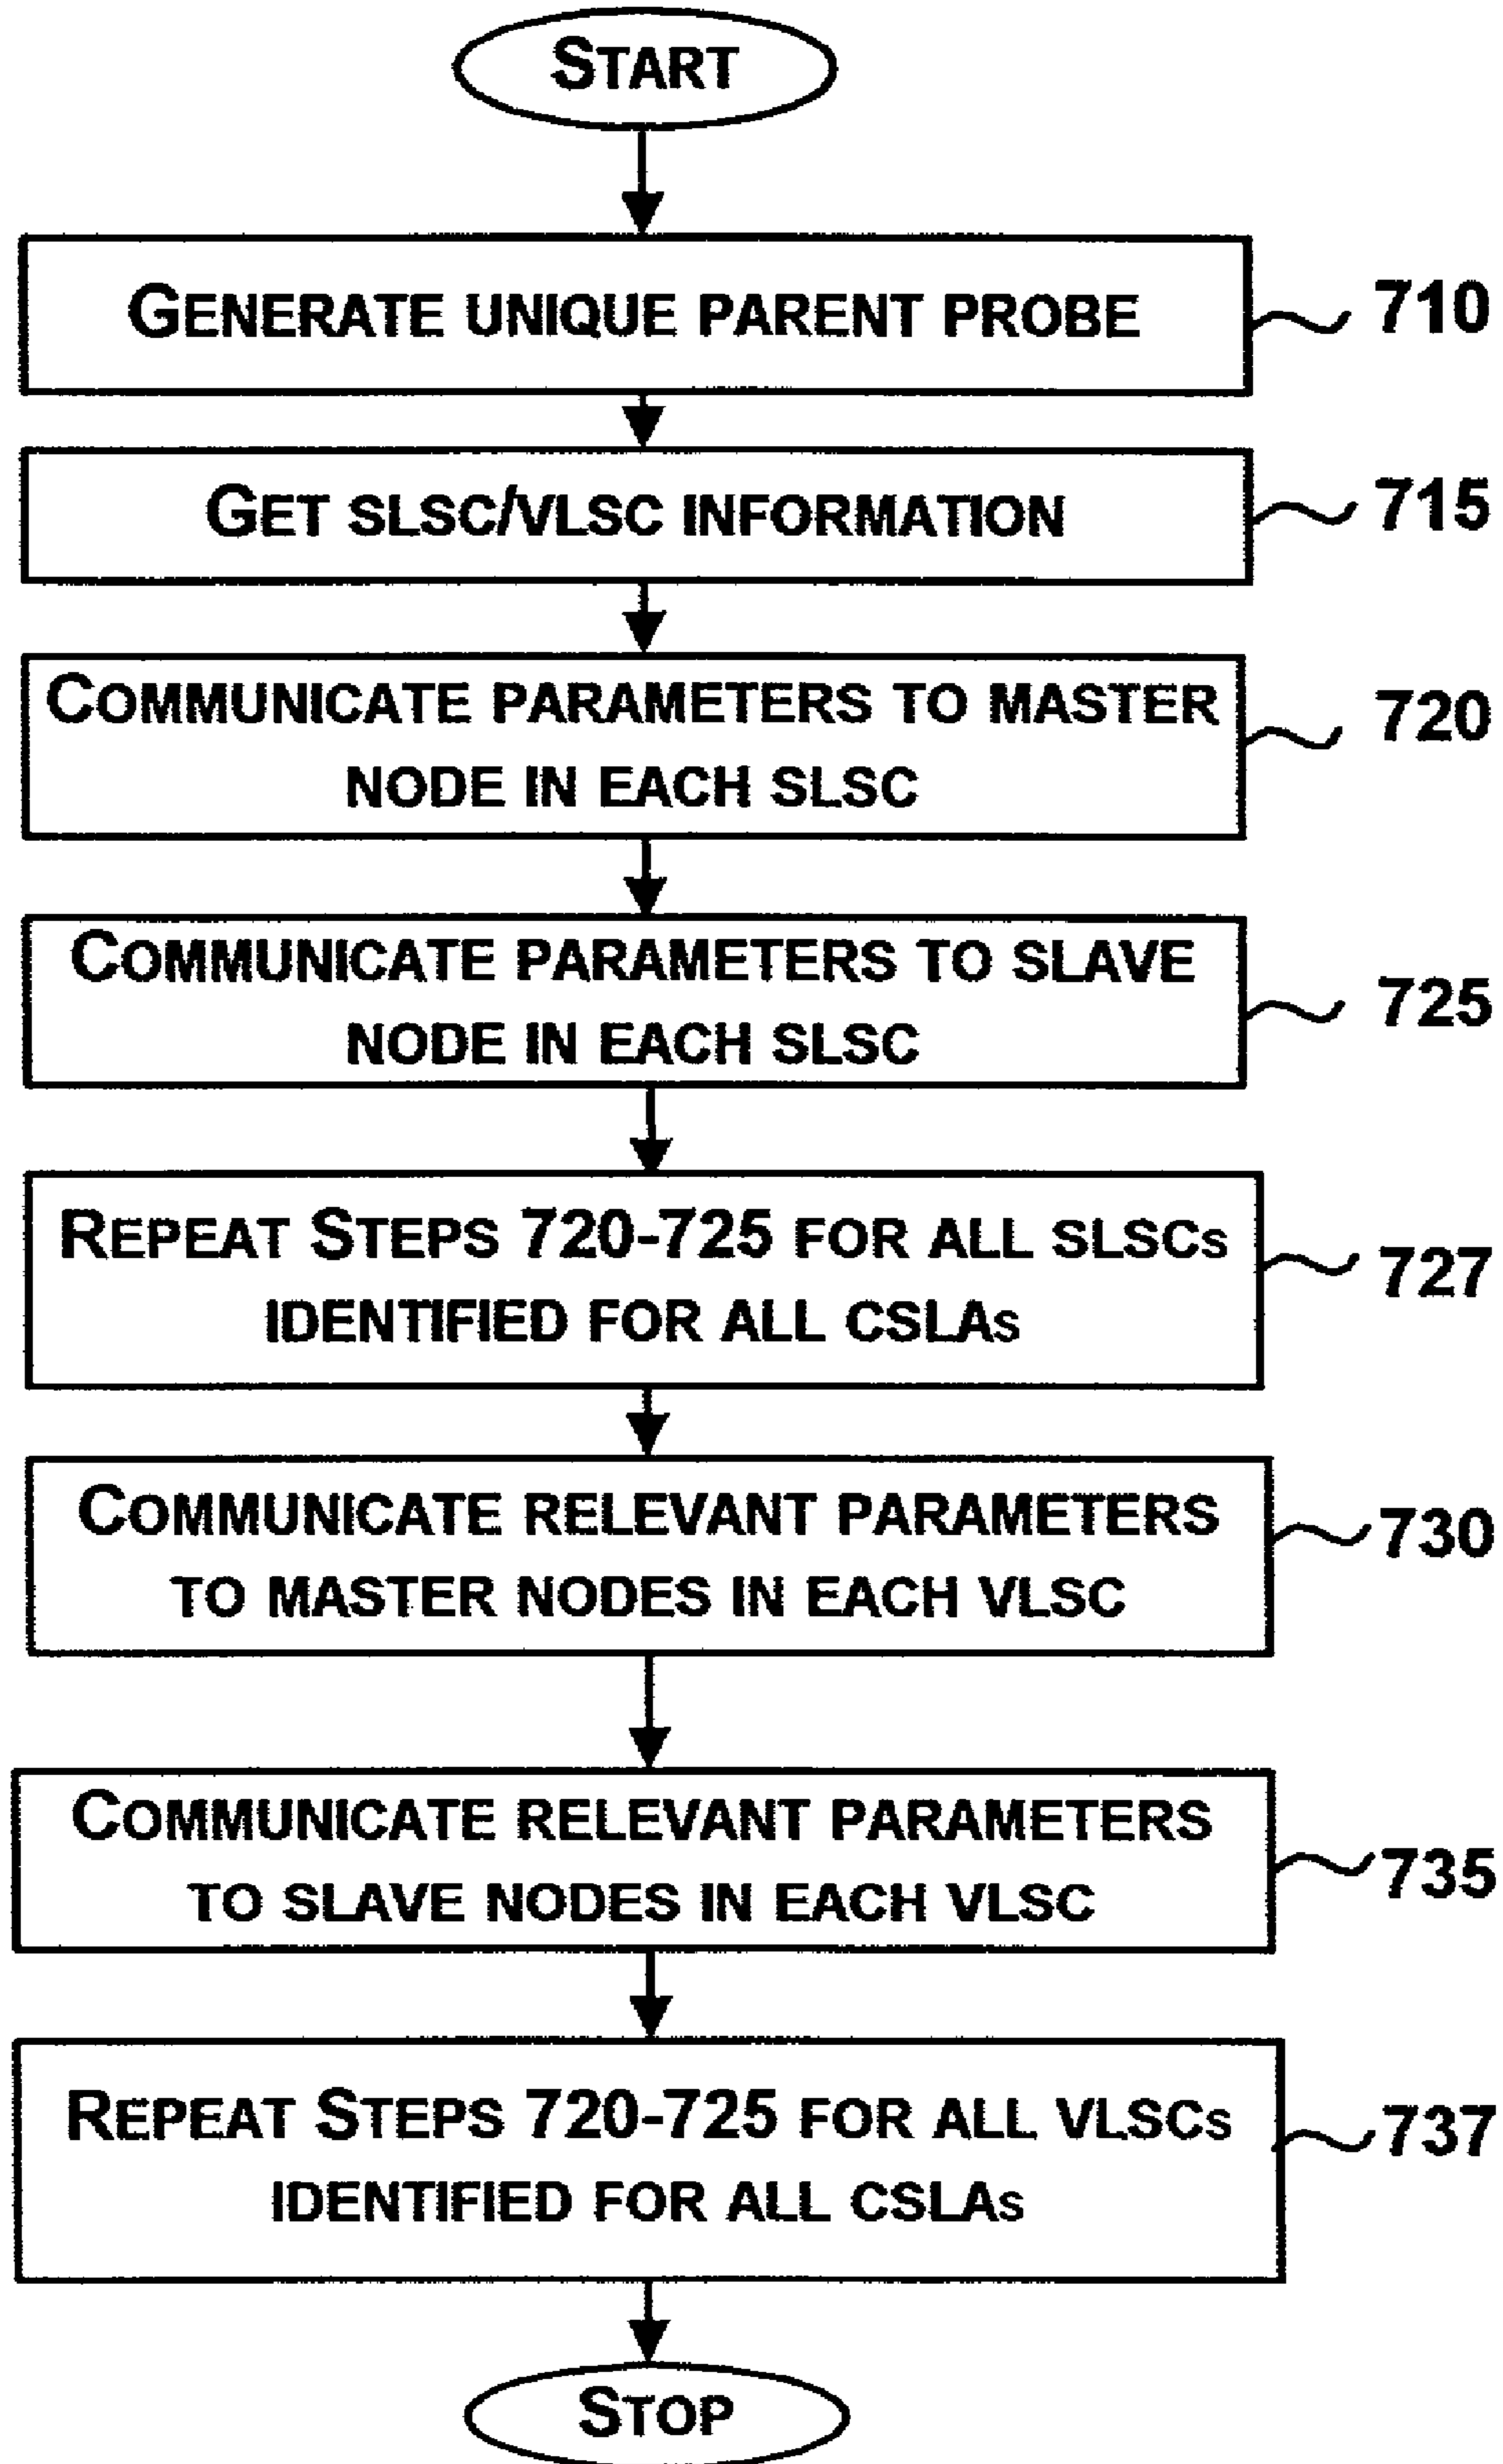 START
GENERATE UNIQUE PARENT PROBE
710
GET SLSC/VLSC INFORMATION
715
COMMUNICATE PARAMETERS TO MASTER
NODE IN EACH SLSC
720
COMMUNICATE PARAMETERS TO SLAVE
NODE IN EACH SLSC
725
REPEAT STEPS 720-725 FOR ALL SLSCS
IDENTIFIED FOR ALL CSLAS
727
COMMUNICATE RELEVANT PARAMETERS
TO MASTER NODES IN EACH VLSC
730
COMMUNICATE RELEVANT PARAMETERS
TO SLAVE NODES IN EACH VLSC
735
REPEAT STEPS 720-725 FOR ALL VLSCS
IDENTIFIED FOR ALL CSLAS
737
STOP